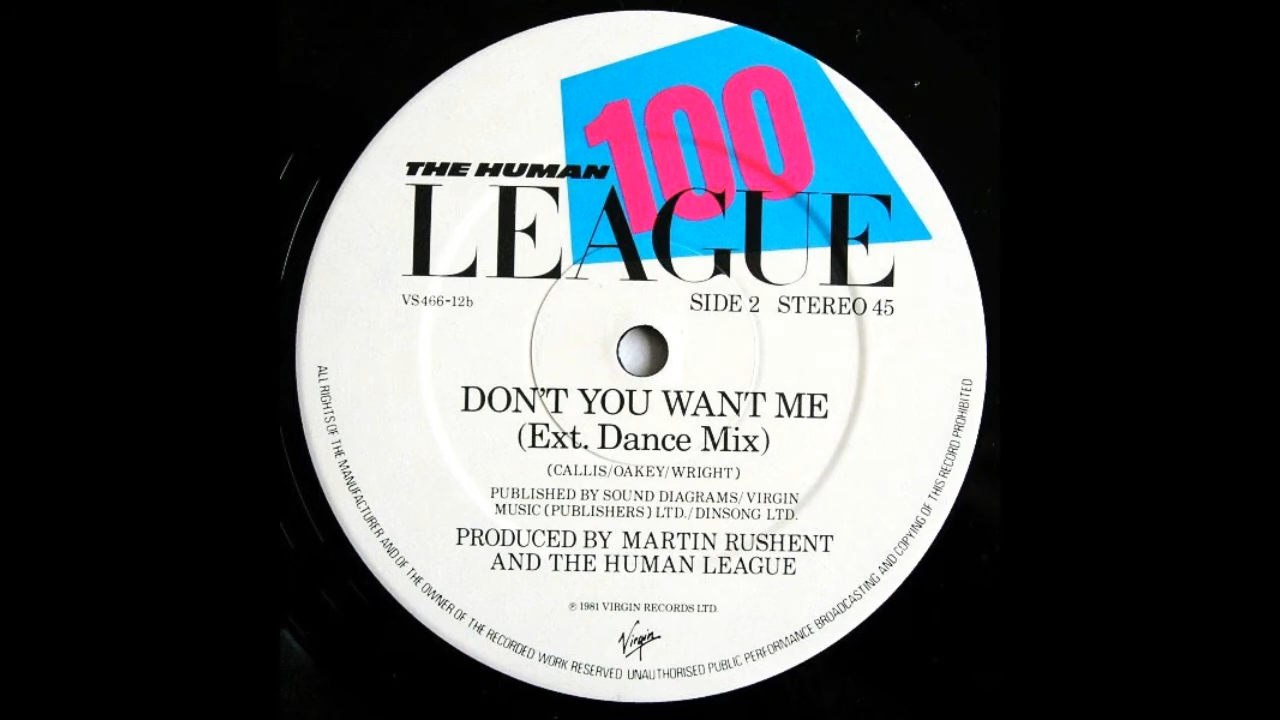 100
THE HUMAN
LEAGUE
VS466-12b
SIDE 2 STEREO 45
DON'T YOU WANT ME
(Ext. Dance Mix)
(CALLIS/OAKEY/WRIGHT)
PUBLISHED BY SOUND DIAGRAMS/VIRGIN
MUSIC (PUBLISHERS) LTD./DINSONG LTD.
PRODUCED BY MARTIN RUSHENT
AND THE HUMAN LEAGUE
℗ 1981 VIRGIN RECORDS LTD.
Virgin
ALL RIGHTS OF THE MANUFACTURER AND OF THE OWNER OF THE RECORDED WORK RESERVED UNAUTHORISED PUBLIC PERFORMANCE BROADCASTING AND COPYING OF THIS RECORD PROHIBITED